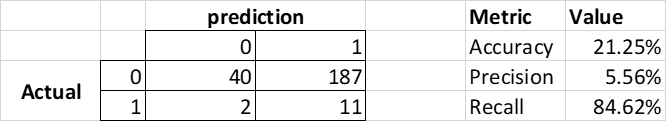 prediction Metric Value
0 1 Accuracy 21.25%
Actual 0 40 187 Precision 5.56%
1 2 11 Recall 84.62%